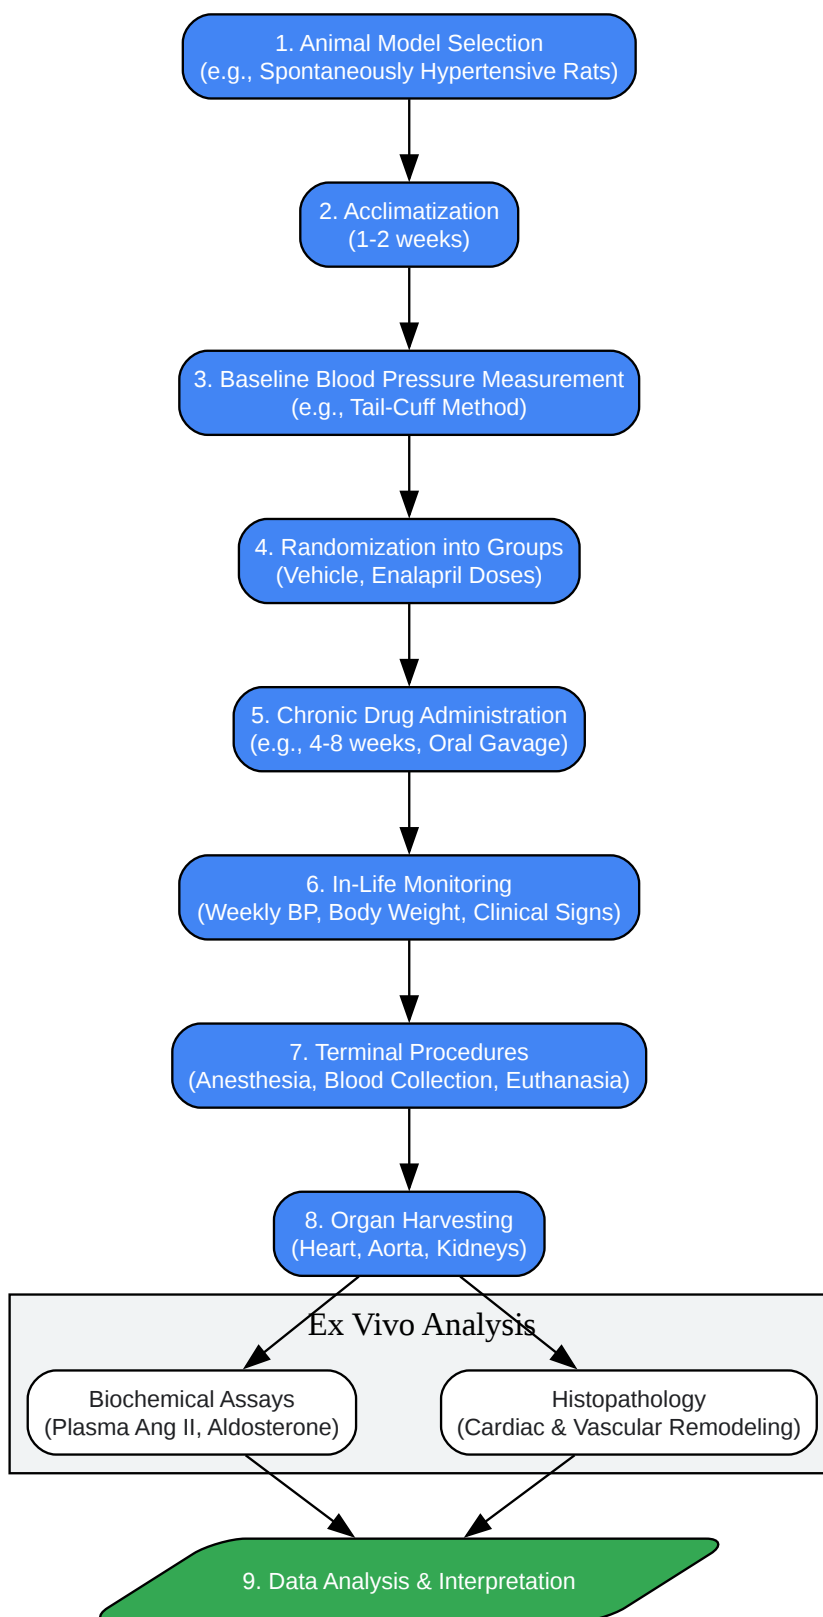 1. Animal Model Selection
(e.g., Spontaneously Hypertensive Rats)
2. Acclimatization
(1-2 weeks)
3. Baseline Blood Pressure Measurement
(e.g., Tail-Cuff Method)
4. Randomization into Groups
(Vehicle, Enalapril Doses)
5. Chronic Drug Administration
(e.g., 4-8 weeks, Oral Gavage)
6. In-Life Monitoring
(Weekly BP, Body Weight, Clinical Signs)
7. Terminal Procedures
(Anesthesia, Blood Collection, Euthanasia)
8. Organ Harvesting
(Heart, Aorta, Kidneys)
Ex Vivo Analysis
Biochemical Assays
(Plasma Ang II, Aldosterone)
Histopathology
(Cardiac & Vascular Remodeling)
9. Data Analysis & Interpretation